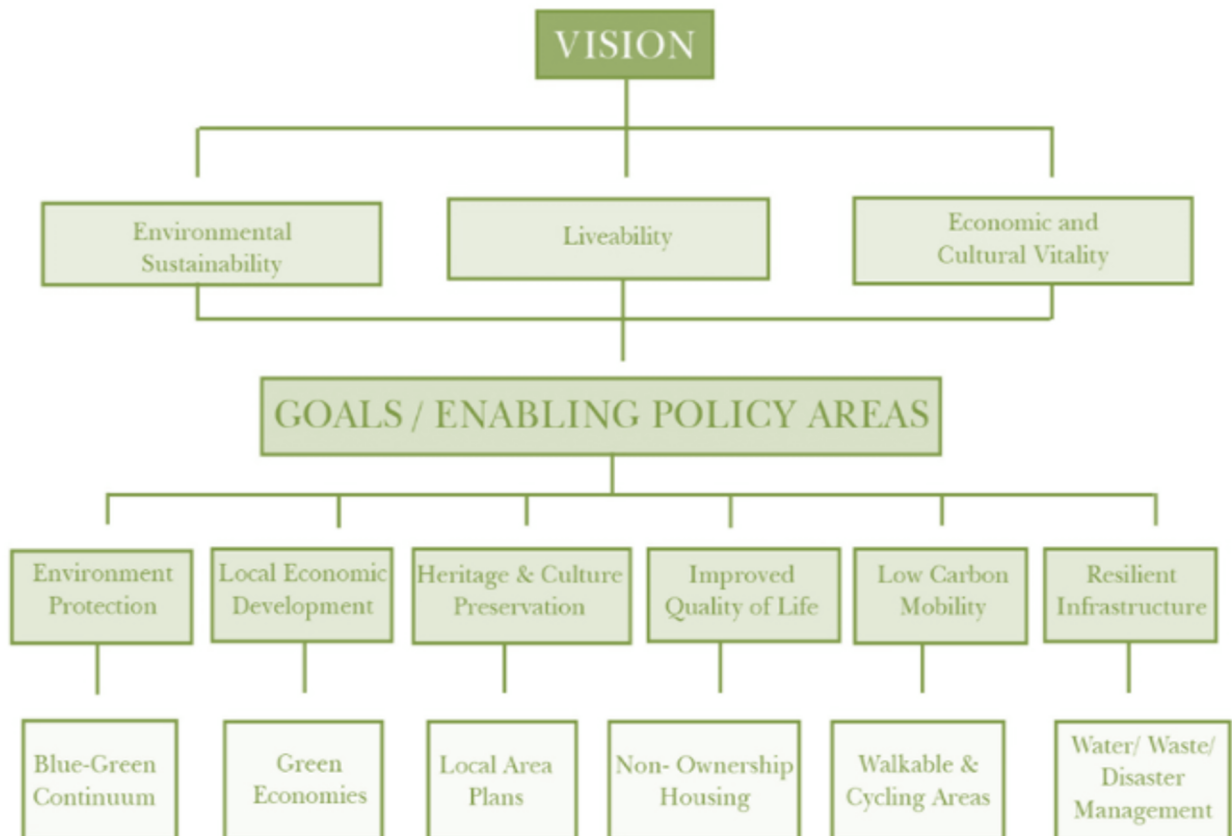 VISION
Environmental
Sustainability
Liveability
Economic and
Cultural Vitality
GOALS / ENABLING POLICY AREAS
Environment
Protection
Local Economic
Development
Heritage & Culture
Preservation
Improved
Quality of Life
Low Carbon
Mobility
Resilient
Infrastructure
Blue-Green
Continuum
Green
Economies
Local Area
Plans
Non- Ownership
Housing
Walkable &
Cycling Areas
Water/ Waste/
Disaster
Management